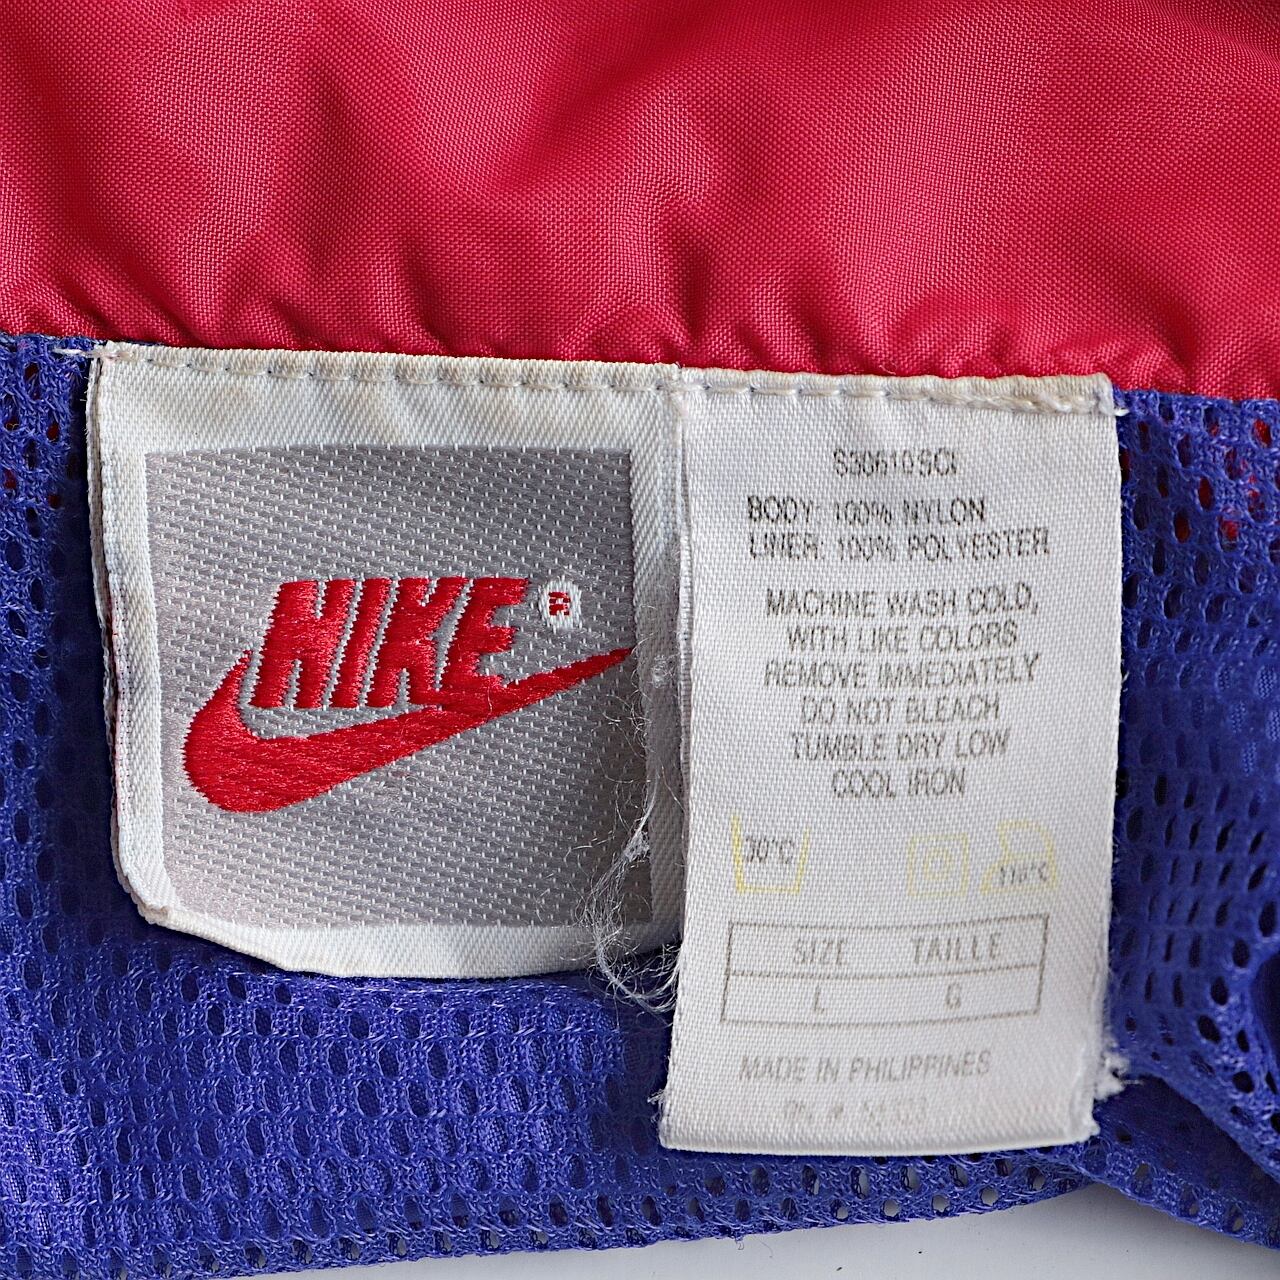 NIKE
BODY: 100% NYLON
LINER: 100% POLYESTER
MACHINE WASH COLD,
WITH LIKE COLORS
REMOVE IMMEDIATELY
DO NOT BLEACH
TUMBLE DRY LOW
COOL IRON
30°C 110°C
SIZE TAILLE
L G
MADE IN PHILIPPINES